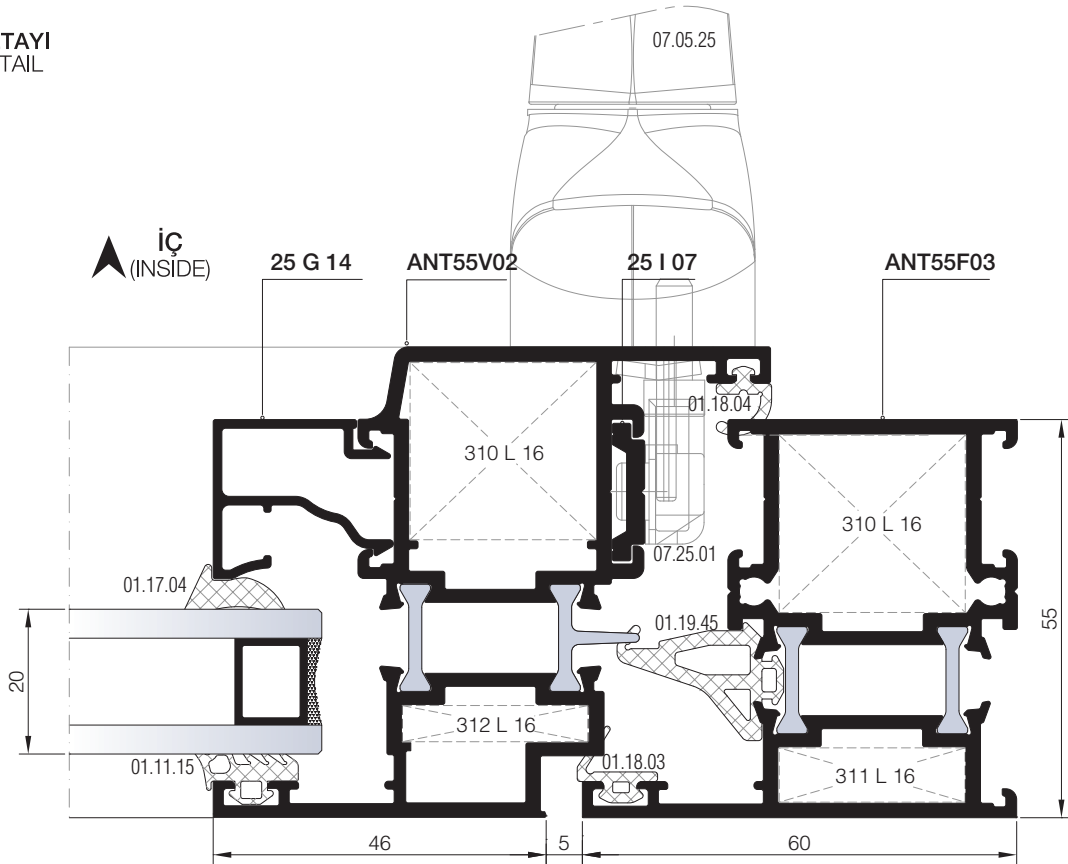 TAYI
TAIL
07.05.25
İÇ
(INSIDE)
25 G 14
ANT55V02
25 I 07
ANT55F03
01.18.04
310 L 16
310 L 16
07.25.01
01.17.04
01.19.45
55
20
312 L 16
01.11.15
01.18.03
311 L 16
46
5
60